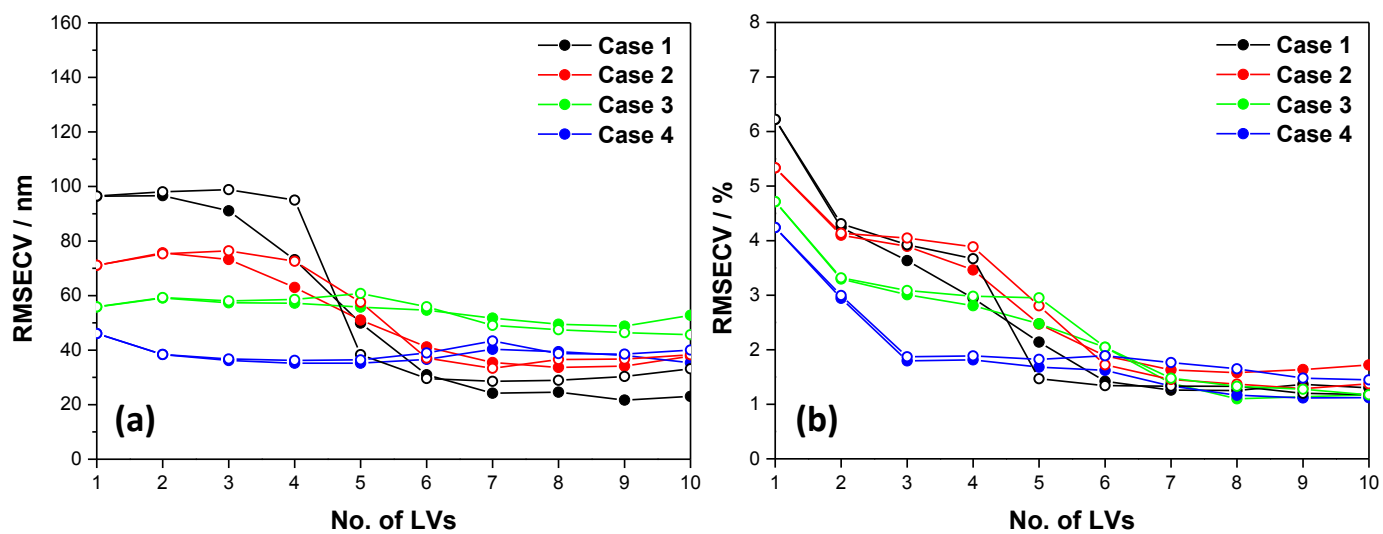 160
140
120
100
80
60
40
20
0
RMSECV / nm
Case 1
Case 2
Case 3
Case 4
(a)
1 2 3 4 5 6 7 8 9 10
No. of LVs
8
7
6
5
4
3
2
1
0
RMSECV / %
Case 1
Case 2
Case 3
Case 4
(b)
1 2 3 4 5 6 7 8 9 10
No. of LVs